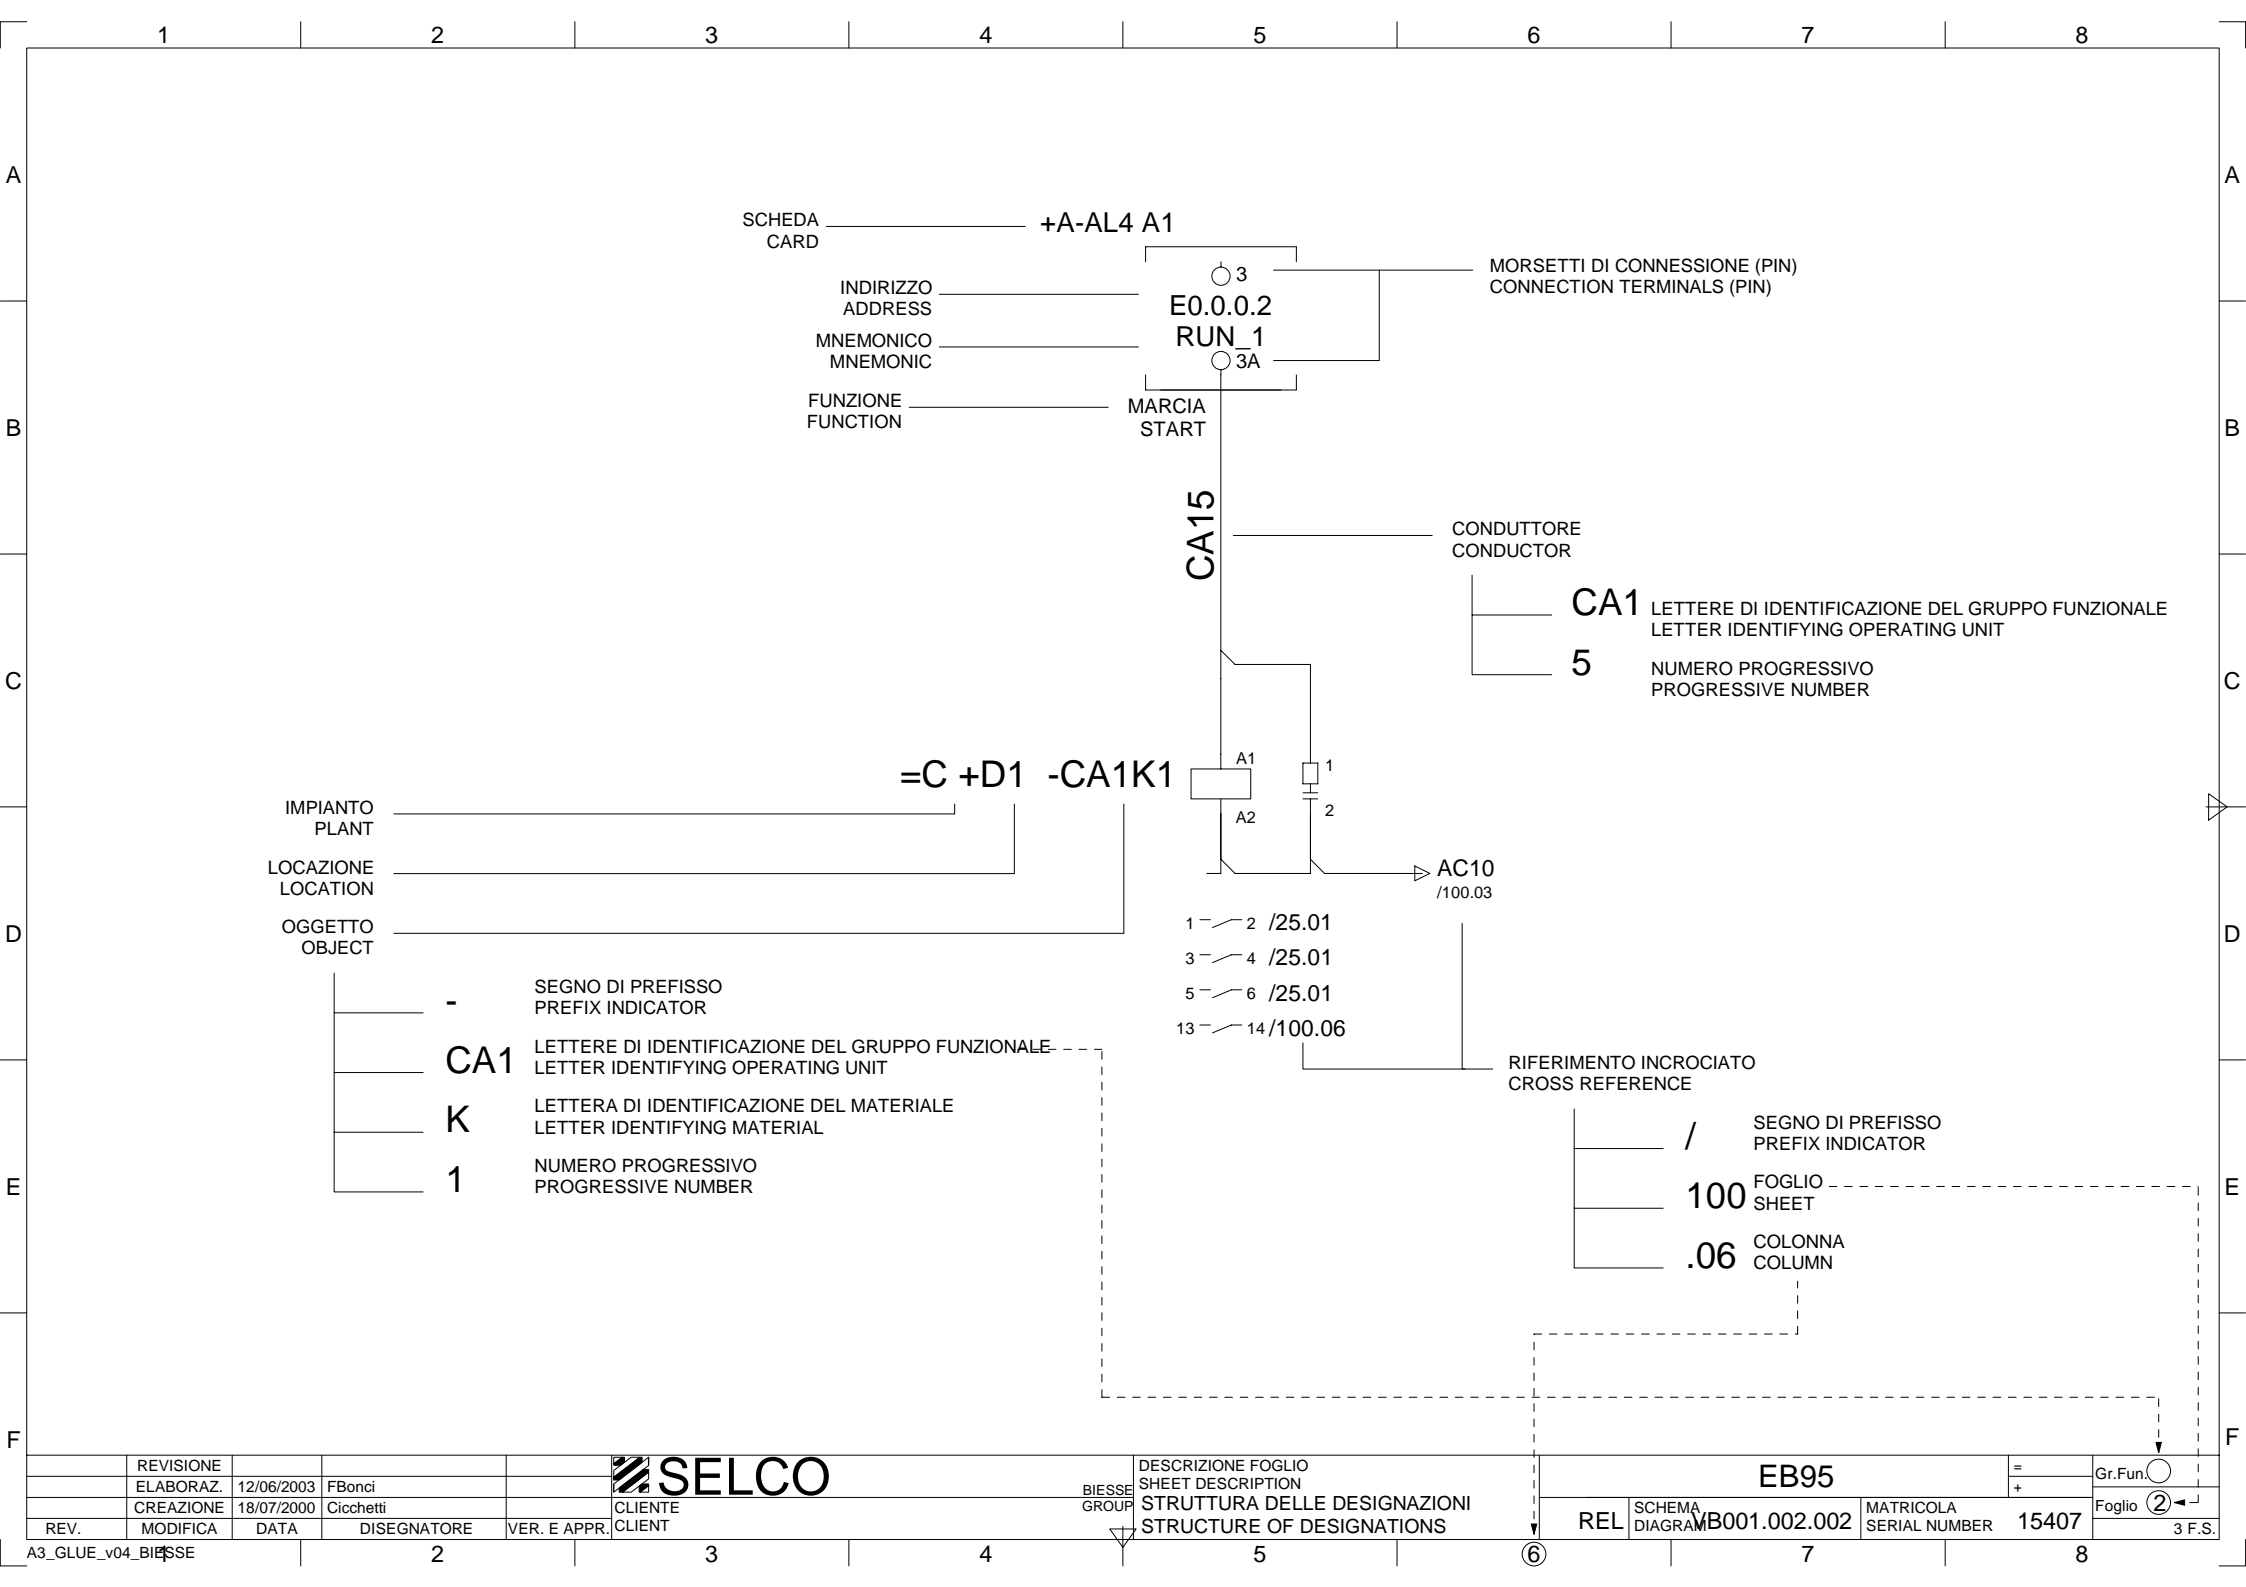 1 2 3 4 5 6 7 8
A A
SCHEDA
CARD
+A-AL4 A1
3
MORSETTI DI CONNESSIONE (PIN)
CONNECTION TERMINALS (PIN)
INDIRIZZO
ADDRESS
E0.0.0.2
MNEMONICO
MNEMONIC
RUN_1
3A
FUNZIONE
FUNCTION
MARCIA
START
B B
CA15
CONDUTTORE
CONDUCTOR
CA1 LETTERE DI IDENTIFICAZIONE DEL GRUPPO FUNZIONALE
LETTER IDENTIFYING OPERATING UNIT
5 NUMERO PROGRESSIVO
PROGRESSIVE NUMBER
C C
=C +D1 -CA1K1
A1
A2
1
2
IMPIANTO
PLANT
LOCAZIONE
LOCATION
AC10
/100.03
OGGETTO
OBJECT
D D
1 2 /25.01
3 4 /25.01
5 6 /25.01
13 14 /100.06
- SEGNO DI PREFISSO
PREFIX INDICATOR
CA1 LETTERE DI IDENTIFICAZIONE DEL GRUPPO FUNZIONALE
LETTER IDENTIFYING OPERATING UNIT
K LETTERA DI IDENTIFICAZIONE DEL MATERIALE
LETTER IDENTIFYING MATERIAL
1 NUMERO PROGRESSIVO
PROGRESSIVE NUMBER
RIFERIMENTO INCROCIATO
CROSS REFERENCE
/ SEGNO DI PREFISSO
PREFIX INDICATOR
100 FOGLIO
SHEET
.06 COLONNA
COLUMN
E E
F F
REVISIONE
ELABORAZ. 12/06/2003 FBonci
CREAZIONE 18/07/2000 Cicchetti
REV. MODIFICA DATA DISEGNATORE VER. E APPR.
SELCO
CLIENTE
CLIENT
BIESSE
GROUP
DESCRIZIONE FOGLIO
SHEET DESCRIPTION
STRUTTURA DELLE DESIGNAZIONI
STRUCTURE OF DESIGNATIONS
EB95
=
+
REL
SCHEMA
DIAGRAM
VB001.002.002
MATRICOLA
SERIAL NUMBER
15407
Gr.Fun.
Foglio 2
3 F.S.
A3_GLUE_v04_BIESSE
1 2 3 4 5 6 7 8